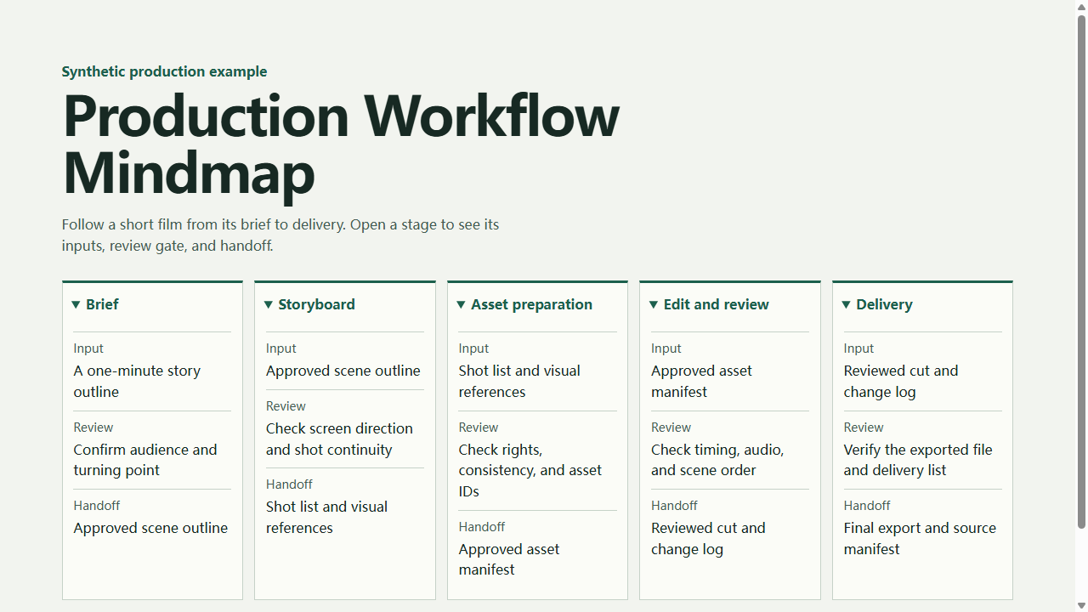 Synthetic production example
Production Workflow
Mindmap
Follow a short film from its brief to delivery. Open a stage to see its
inputs, review gate, and handoff.
▼ Brief
Input
A one-minute story
outline
Review
Confirm audience and
turning point
Handoff
Approved scene outline
▼ Storyboard
Input
Approved scene outline
Review
Check screen direction
and shot continuity
Handoff
Shot list and visual
references
▼ Asset preparation
Input
Shot list and visual
references
Review
Check rights,
consistency, and asset
IDs
Handoff
Approved asset
manifest
▼ Edit and review
Input
Approved asset
manifest
Review
Check timing, audio,
and scene order
Handoff
Reviewed cut and
change log
▼ Delivery
Input
Reviewed cut and
change log
Review
Verify the exported file
and delivery list
Handoff
Final export and source
manifest